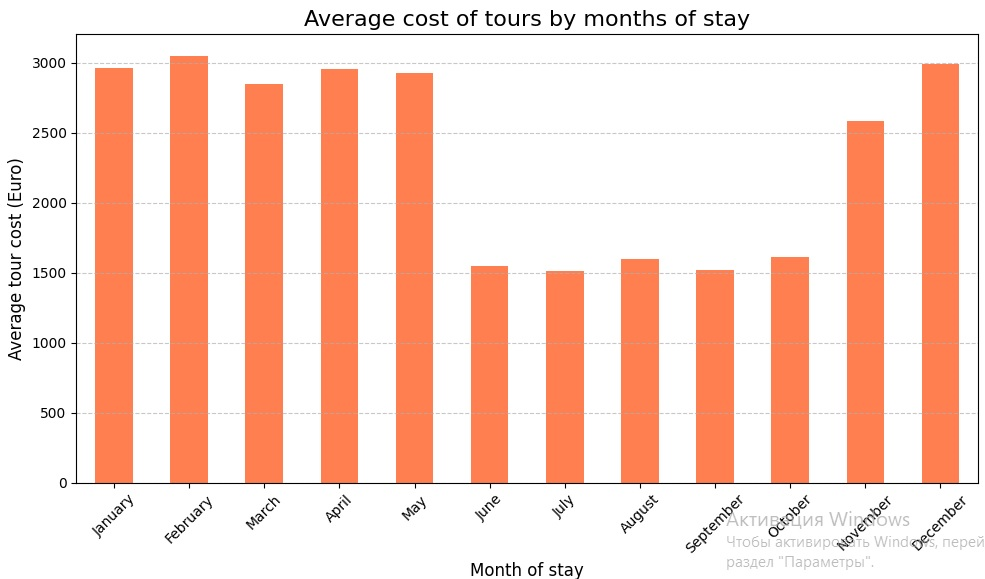 Average cost of tours by months of stay
Average tour cost (Euro)
3000
2500
2000
1500
1000
500
0
January
February
March
April
May
June
July
August
September
October
November
December
Month of stay
Активация Windows
Чтобы активировать Windows, перей
раздел "Параметры".